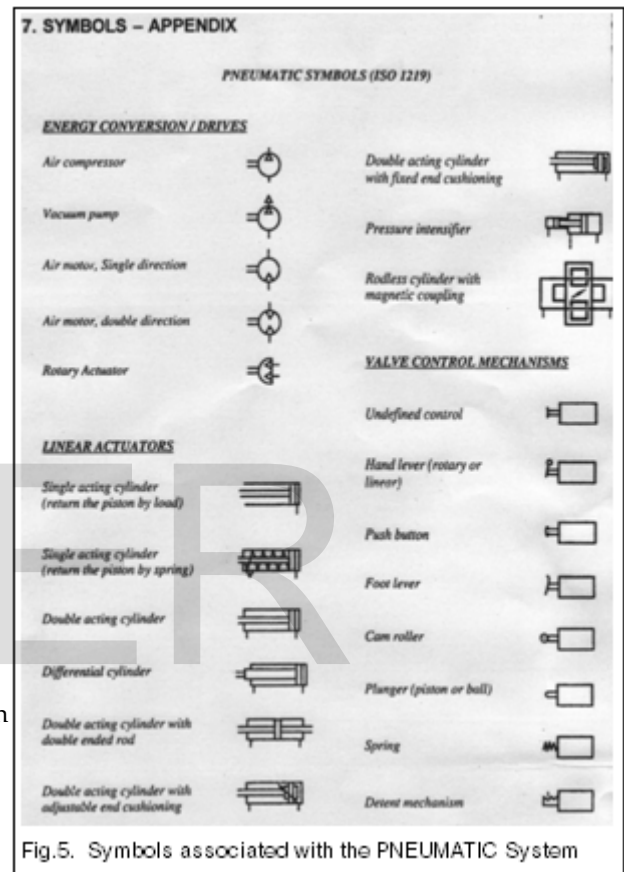 7. SYMBOLS – APPENDIX
PNEUMATIC SYMBOLS (ISO 1219)
ENERGY CONVERSION / DRIVES
Air compressor
Vacuum pump
Air motor, Single direction
Air motor, double direction
Rotary Actuator
LINEAR ACTUATORS
Single acting cylinder
(return the piston by load)
Single acting cylinder
(return the piston by spring)
Double acting cylinder
Differential cylinder
Double acting cylinder with
double ended rod
Double acting cylinder with
adjustable end cushioning
Double acting cylinder
with fixed end cushioning
Pressure intensifier
Rodless cylinder with
magnetic coupling
VALVE CONTROL MECHANISMS
Undefined control
Hand lever (rotary or
linear)
Push button
Foot lever
Cam roller
Plunger (piston or ball)
Spring
Detent mechanism
ER
n
Fig.5. Symbols associated with the PNEUMATIC System